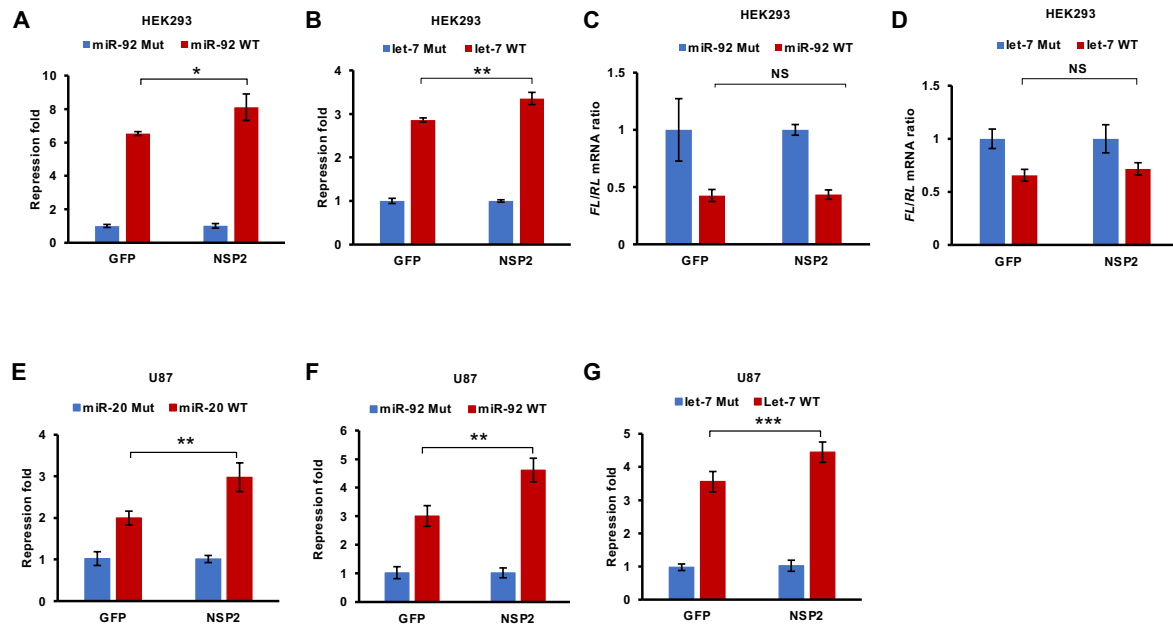 A
HEK293
miR-92 Mut miR-92 WT
Repression fold
10
8
6
4
2
0
*
GFP NSP2
B
HEK293
let-7 Mut let-7 WT
Repression fold
4
3
2
1
0
**
GFP NSP2
C
HEK293
miR-92 Mut miR-92 WT
FL/RL mRNA ratio
1.5
1
0.5
0
NS
GFP NSP2
D
HEK293
let-7 Mut let-7 WT
FL/RL mRNA ratio
1.5
1
0.5
0
NS
GFP NSP2
E
U87
miR-20 Mut miR-20 WT
Repression fold
4
3
2
1
0
**
GFP NSP2
F
U87
miR-92 Mut miR-92 WT
Repression fold
6
5
4
3
2
1
0
**
GFP NSP2
G
U87
let-7 Mut Let-7 WT
Repression fold
5
4
3
2
1
0
***
GFP NSP2